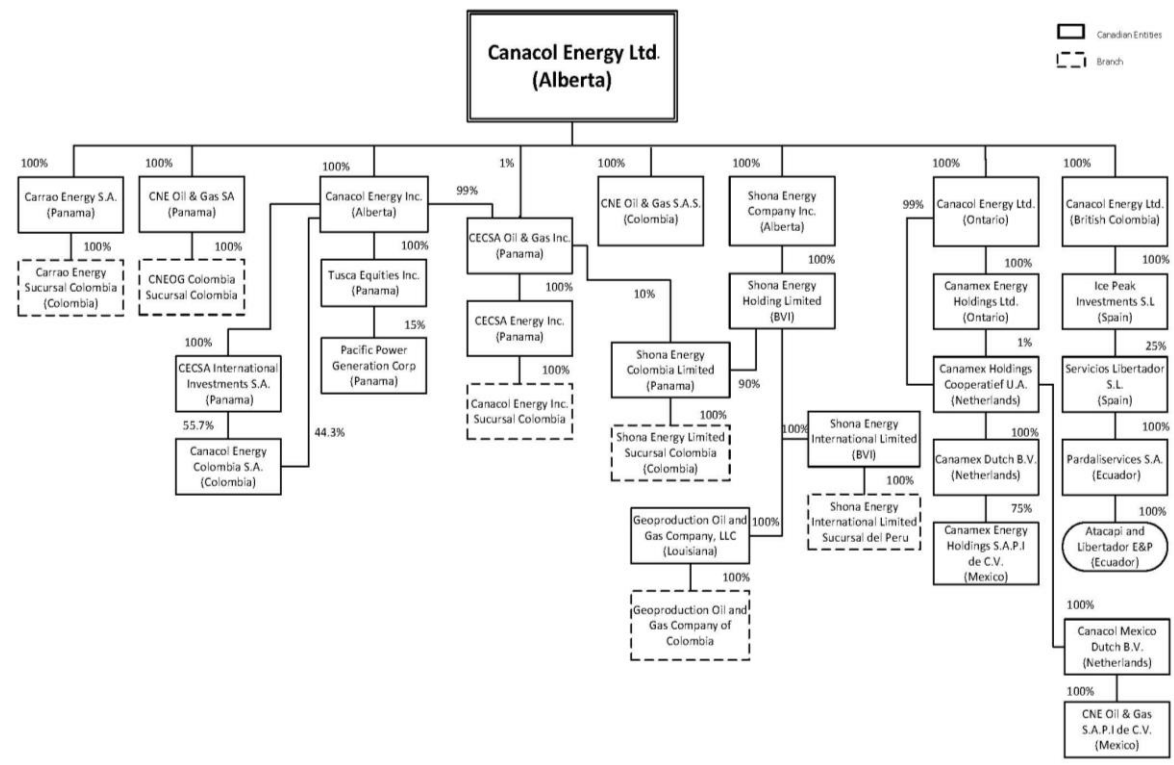 Canacol Energy Ltd.
(Alberta)
Canadian Entities
Branch
100%
100%
100%
1%
100%
100%
100%
100%
Carrao Energy S.A.
(Panama)
CNE Oil & Gas SA
(Panama)
Canacol Energy Inc.
(Alberta)
99%
CECSA Oil & Gas Inc.
(Panama)
CNE Oil & Gas S.A.S.
(Colombia)
Shona Energy
Company Inc.
(Alberta)
99%
Canacol Energy Ltd.
(Ontario)
Canacol Energy Ltd.
(British Colombia)
100%
Carrao Energy
Sucursal Colombia
(Colombia)
100%
CNEOG Colombia
Sucursal Colombia
100%
Tusca Equities Inc.
(Panama)
15%
Pacific Power
Generation Corp
(Panama)
100%
CECSA International
Investments S.A.
(Panama)
55.7%
44.3%
Canacol Energy
Colombia S.A.
(Colombia)
100%
CECSA Energy Inc.
(Panama)
100%
Canacol Energy Inc.
Sucursal Colombia
10%
100%
Shona Energy
Holding Limited
(BVI)
90%
Shona Energy
Colombia Limited
(Panama)
100%
Shona Energy Limited
Sucursal Colombia
(Colombia)
100%
Shona Energy
International Limited
(BVI)
100%
Shona Energy
International Limited
Sucursal del Peru
Geoproduction Oil and
Gas Company, LLC
(Louisiana)
100%
100%
Geoproduction Oil and
Gas Company of
Colombia
100%
Canamex Energy
Holdings Ltd.
(Ontario)
1%
Canamex Holdings
Cooperatief U.A.
(Netherlands)
100%
Canamex Dutch B.V.
(Netherlands)
75%
Canamex Energy
Holdings S.A.P.I
de C.V.
(Mexico)
100%
Ice Peak
Investments S.L
(Spain)
25%
Servicios Libertador
S.L.
(Spain)
100%
Pardaliservices S.A.
(Ecuador)
100%
Atacapi and
Libertador E&P
(Ecuador)
100%
Canacol Mexico
Dutch B.V.
(Netherlands)
100%
CNE Oil & Gas
S.A.P.I de C.V.
(Mexico)